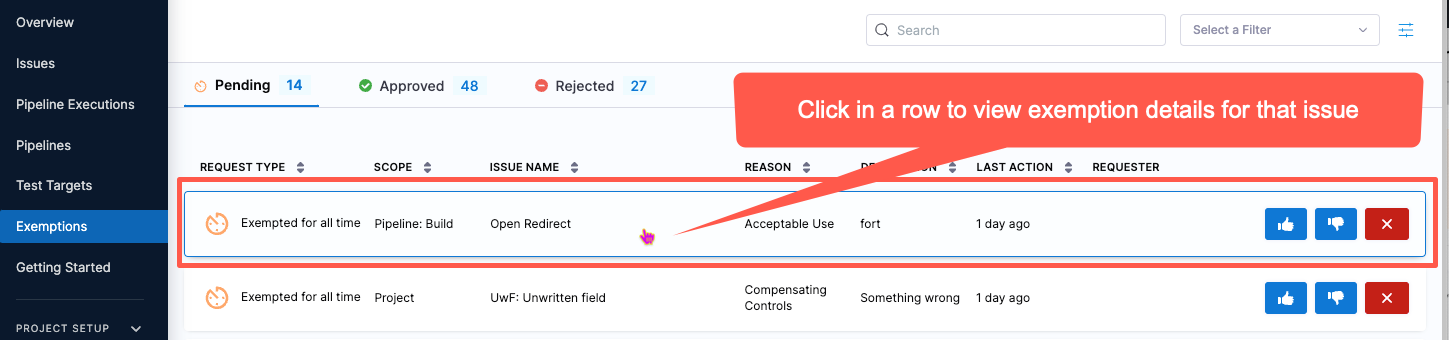 Overview
Issues
Pipeline Executions
Pipelines
Test Targets
Exemptions
Getting Started
PROJECT SETUP
Search
Select a Filter
Pending 14 Approved 48 Rejected 27
Click in a row to view exemption details for that issue
REQUEST TYPE SCOPE ISSUE NAME REASON LAST ACTION REQUESTER
Exempted for all time Pipeline: Build Open Redirect Acceptable Use fort 1 day ago
Exempted for all time Project UwF: Unwritten field Compensating Controls Something wrong 1 day ago